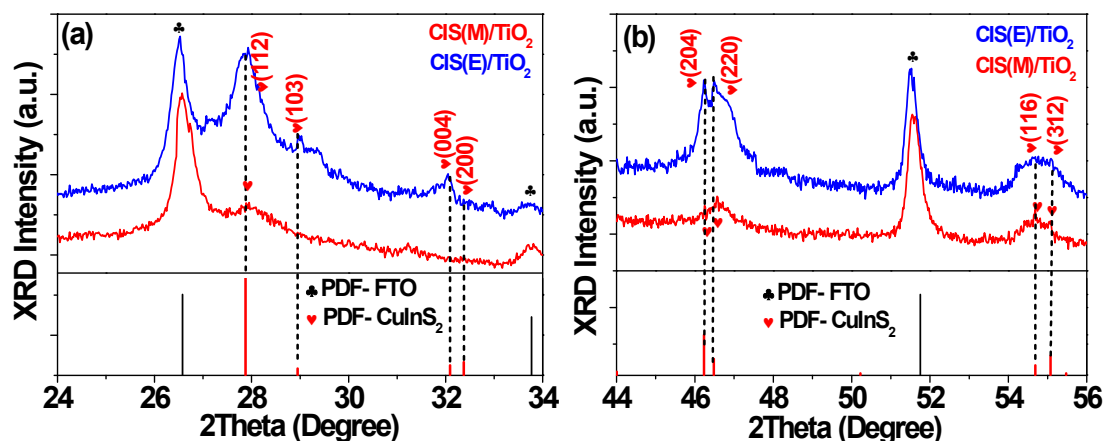 (a)
CIS(M)/TiO2
CIS(E)/TiO2
♣
♥(112)
♥(103)
♥(004)
♥(200)
♣
♥
XRD Intensity (a.u.)
♣ PDF- FTO
♥ PDF- CuInS2
24 26 28 30 32 34
2Theta (Degree)
(b)
CIS(E)/TiO2
CIS(M)/TiO2
♥(204)
♥(220)
♣
♥(116)
♥(312)
♥ ♥
♥ ♥
XRD Intensity (a.u.)
♣ PDF- FTO
♥ PDF- CuInS2
44 46 48 50 52 54 56
2Theta (Degree)